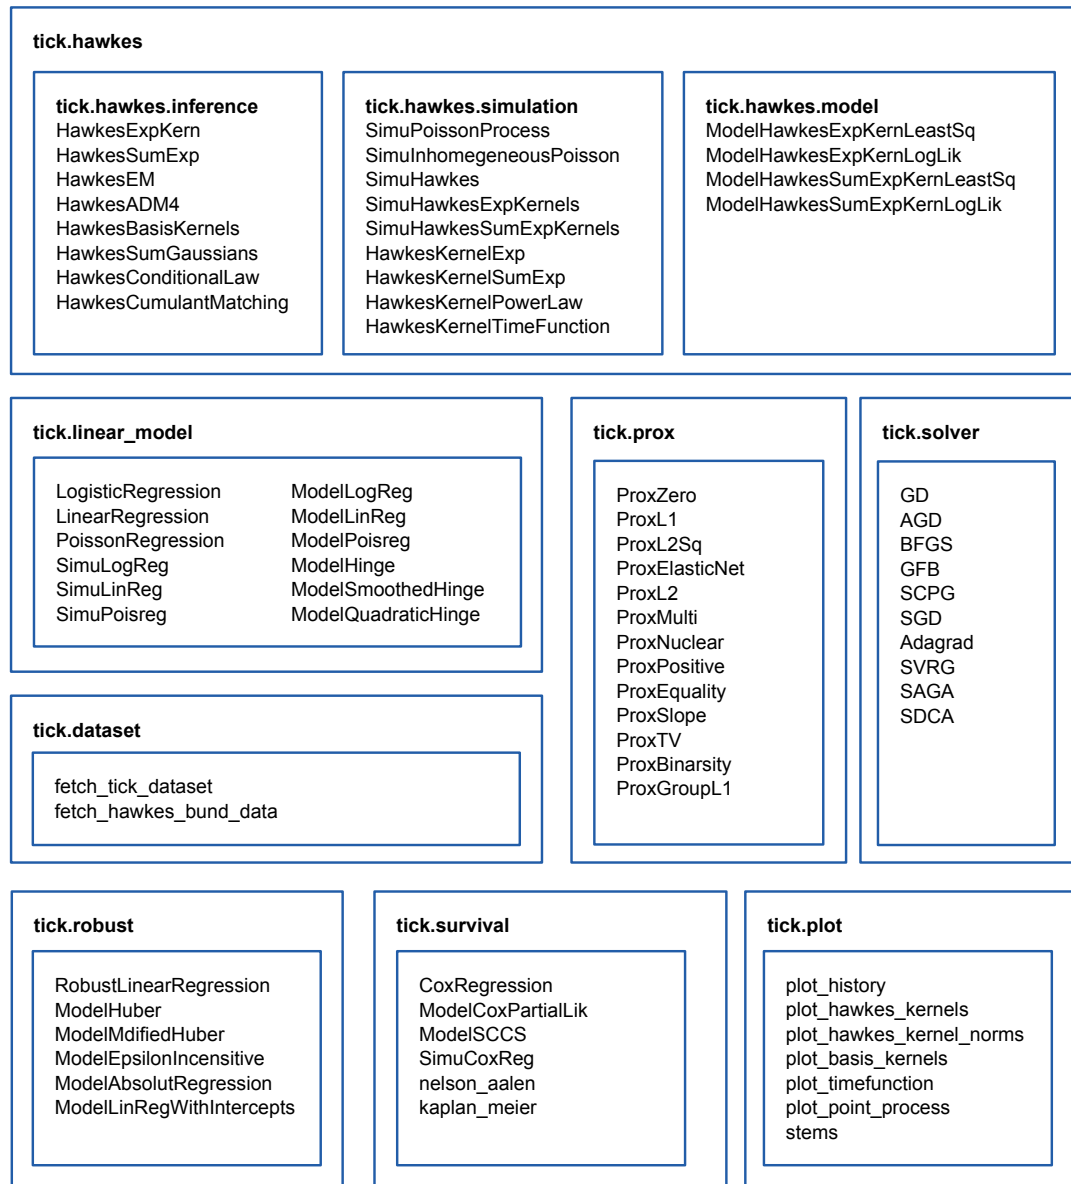 tick.hawkes
tick.hawkes.inference
HawkesExpKern
HawkesSumExp
HawkesEM
HawkesADM4
HawkesBasisKernels
HawkesSumGaussians
HawkesConditionalLaw
HawkesCumulantMatching
tick.hawkes.simulation
SimuPoissonProcess
SimuInhomegeneousPoisson
SimuHawkes
SimuHawkesExpKernels
SimuHawkesSumExpKernels
HawkesKernelExp
HawkesKernelSumExp
HawkesKernelPowerLaw
HawkesKernelTimeFunction
tick.hawkes.model
ModelHawkesExpKernLeastSq
ModelHawkesExpKernLogLik
ModelHawkesSumExpKernLeastSq
ModelHawkesSumExpKernLogLik
tick.linear_model
LogisticRegression
LinearRegression
PoissonRegression
SimuLogReg
SimuLinReg
SimuPoisreg
ModelLogReg
ModelLinReg
ModelPoisreg
ModelHinge
ModelSmoothedHinge
ModelQuadraticHinge
tick.dataset
fetch_tick_dataset
fetch_hawkes_bund_data
tick.prox
ProxZero
ProxL1
ProxL2Sq
ProxElasticNet
ProxL2
ProxMulti
ProxNuclear
ProxPositive
ProxEquality
ProxSlope
ProxTV
ProxBinarsity
ProxGroupL1
tick.solver
GD
AGD
BFGS
GFB
SCPG
SGD
Adagrad
SVRG
SAGA
SDCA
tick.robust
RobustLinearRegression
ModelHuber
ModelMdifiedHuber
ModelEpsilonIncensitive
ModelAbsolutRegression
ModelLinRegWithIntercepts
tick.survival
CoxRegression
ModelCoxPartialLik
ModelSCCS
SimuCoxReg
nelson_aalen
kaplan_meier
tick.plot
plot_history
plot_hawkes_kernels
plot_hawkes_kernel_norms
plot_basis_kernels
plot_timefunction
plot_point_process
stems